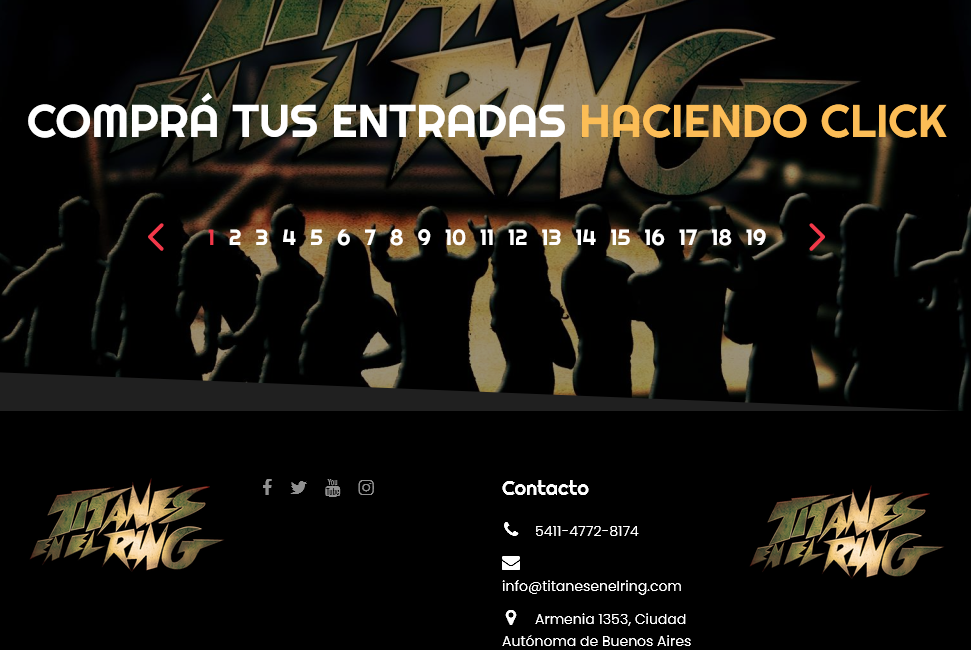 TITANES
EN EL RING
COMPRÁ TUS ENTRADAS HACIENDO CLICK
1 2 3 4 5 6 7 8 9 10 11 12 13 14 15 16 17 18 19
TITANES
EN EL RING
You Tube
Contacto
5411-4772-8174
info@titanesenelring.com
Armenia 1353, Ciudad
Autónoma de Buenos Aires
TITANES
EN EL RING